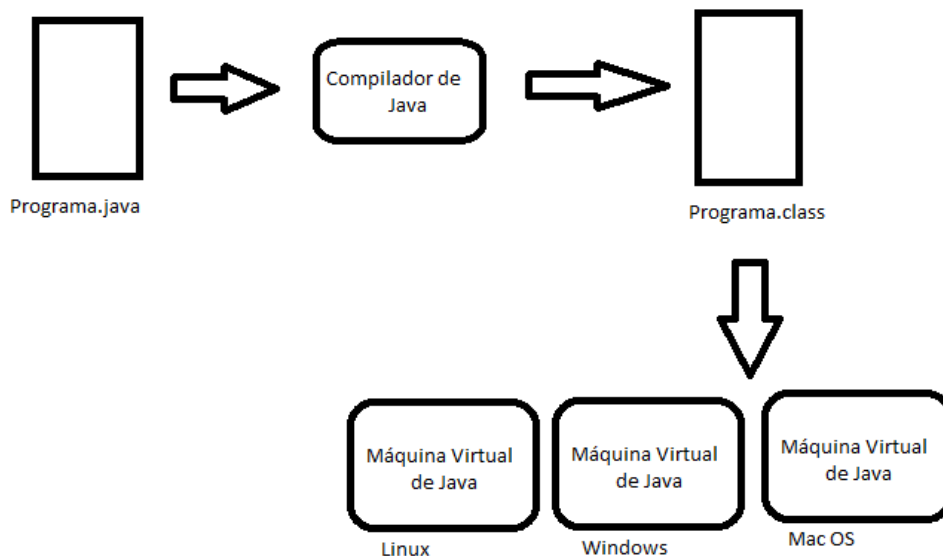 Compilador de
Java
Programa.java
Programa.class
Máquina Virtual
de Java
Máquina Virtual
de Java
Máquina Virtual
de Java
Linux
Windows
Mac OS